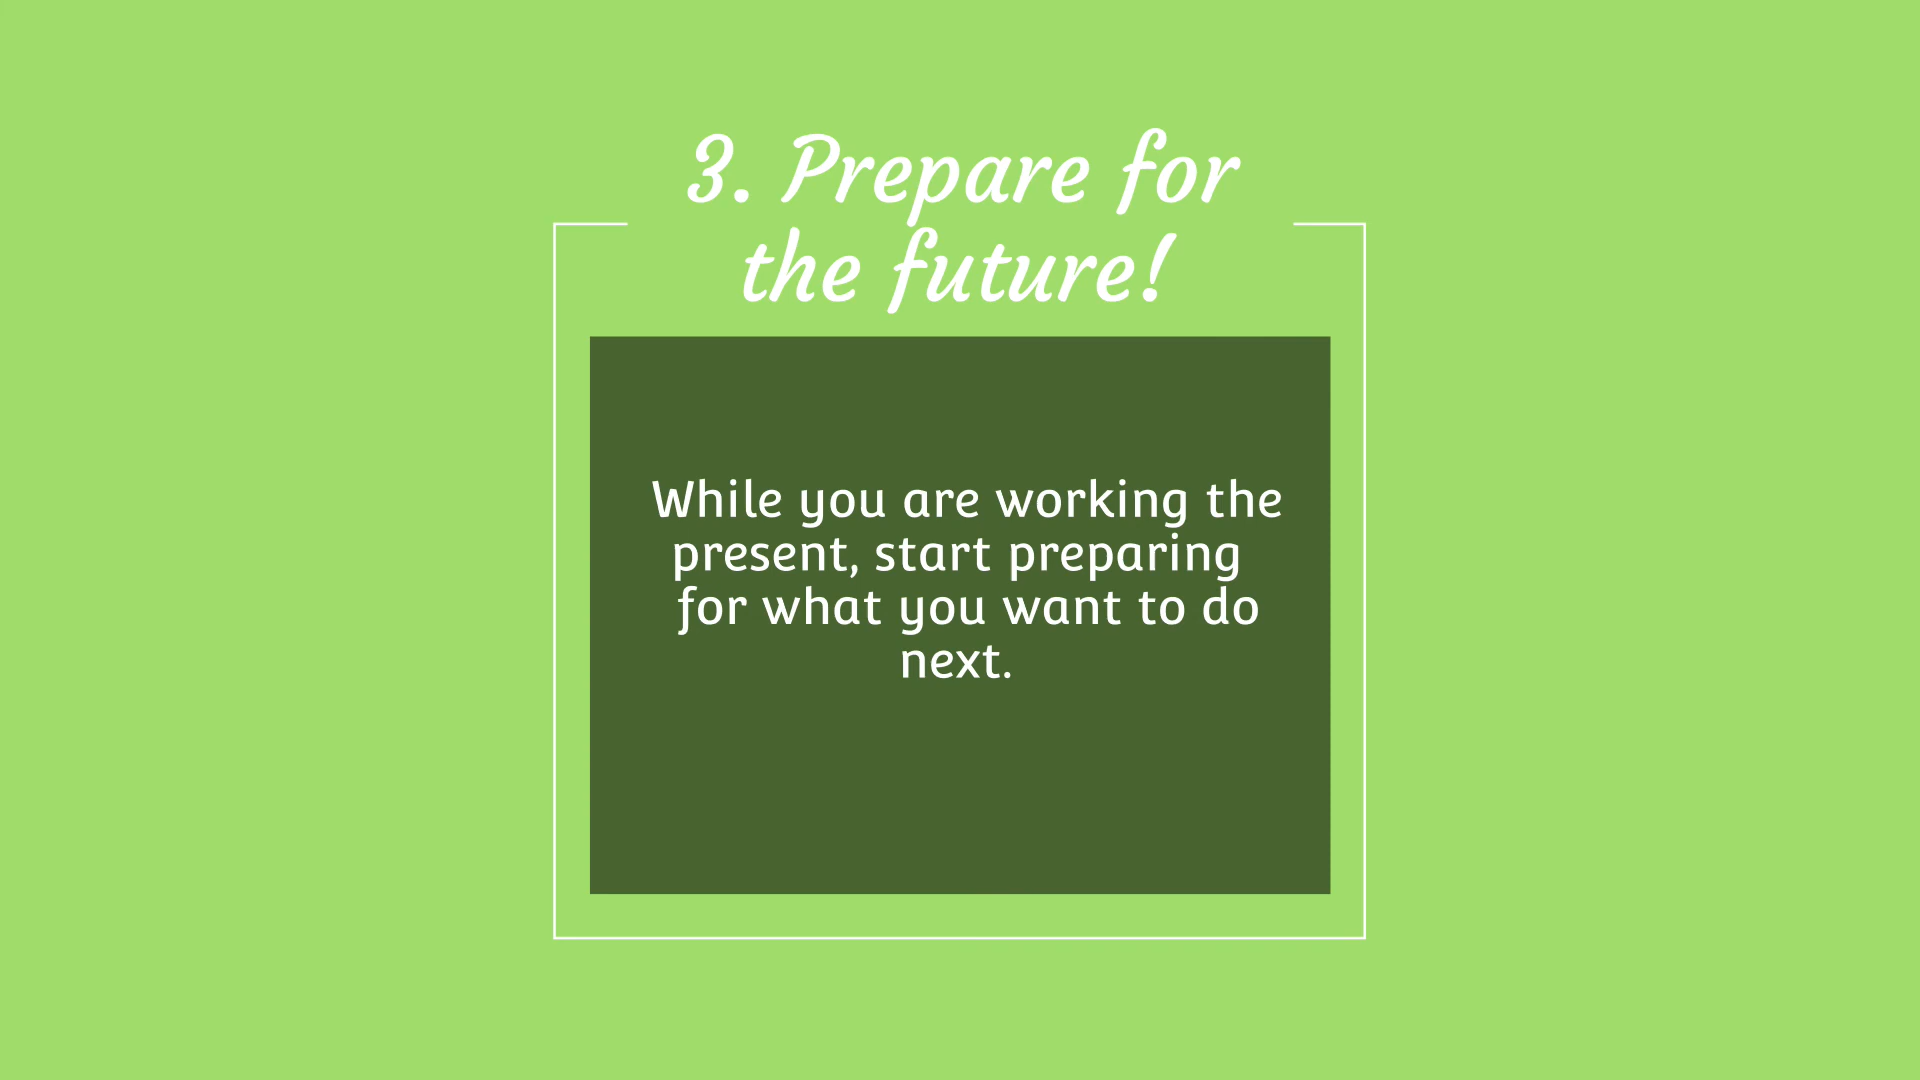 3. Prepare for
the future!
While you are working the
present, start preparing
for what you want to do
next.